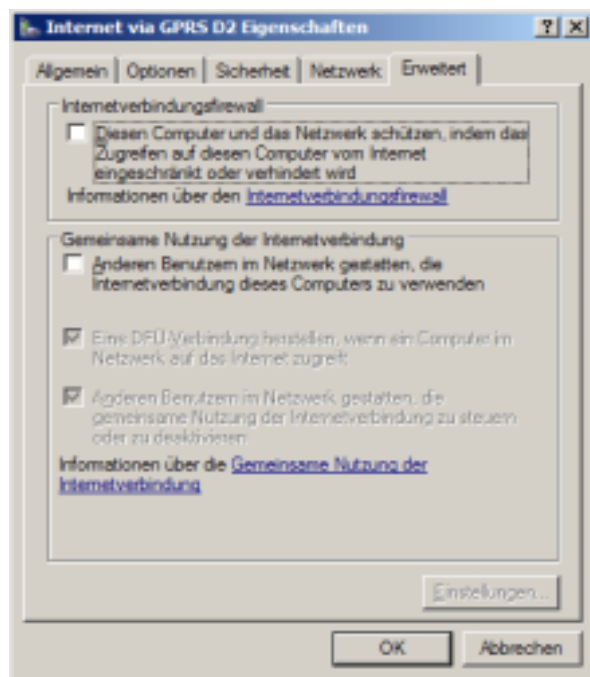 Internet via GPRS D2 Eigenschaften
Allgemein Optionen Sicherheit Netzwerk Erweitert
Internetverbindungsfirewall
Diesen Computer und das Netzwerk schützen, indem das
Zugreifen auf diesen Computer vom Internet
eingeschränkt oder verhindert wird
Informationen über den Internetverbindungsfirewall
Gemeinsame Nutzung der Internetverbindung
Anderen Benutzern im Netzwerk gestatten, die
Internetverbindung dieses Computers zu verwenden
Eine DFÜ-Verbindung herstellen, wenn ein Computer im
Netzwerk auf das Internet zugreift
Anderen Benutzern im Netzwerk gestatten, die
gemeinsame Nutzung der Internetverbindung zu steuern
oder zu deaktivieren
Informationen über die Gemeinsame Nutzung der
Internetverbindung
Einstellungen...
OK Abbrechen